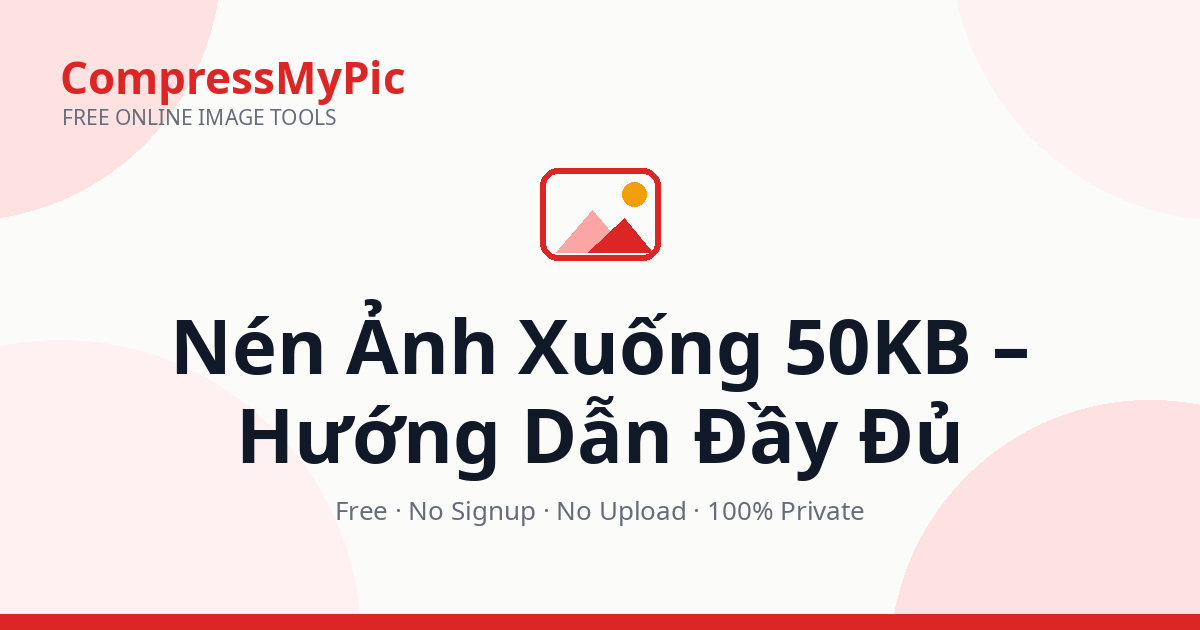 CompressMyPic
FREE ONLINE IMAGE TOOLS
Nén Ảnh Xuống 50KB –
Hướng Dẫn Đầy Đủ
Free · No Signup · No Upload · 100% Private